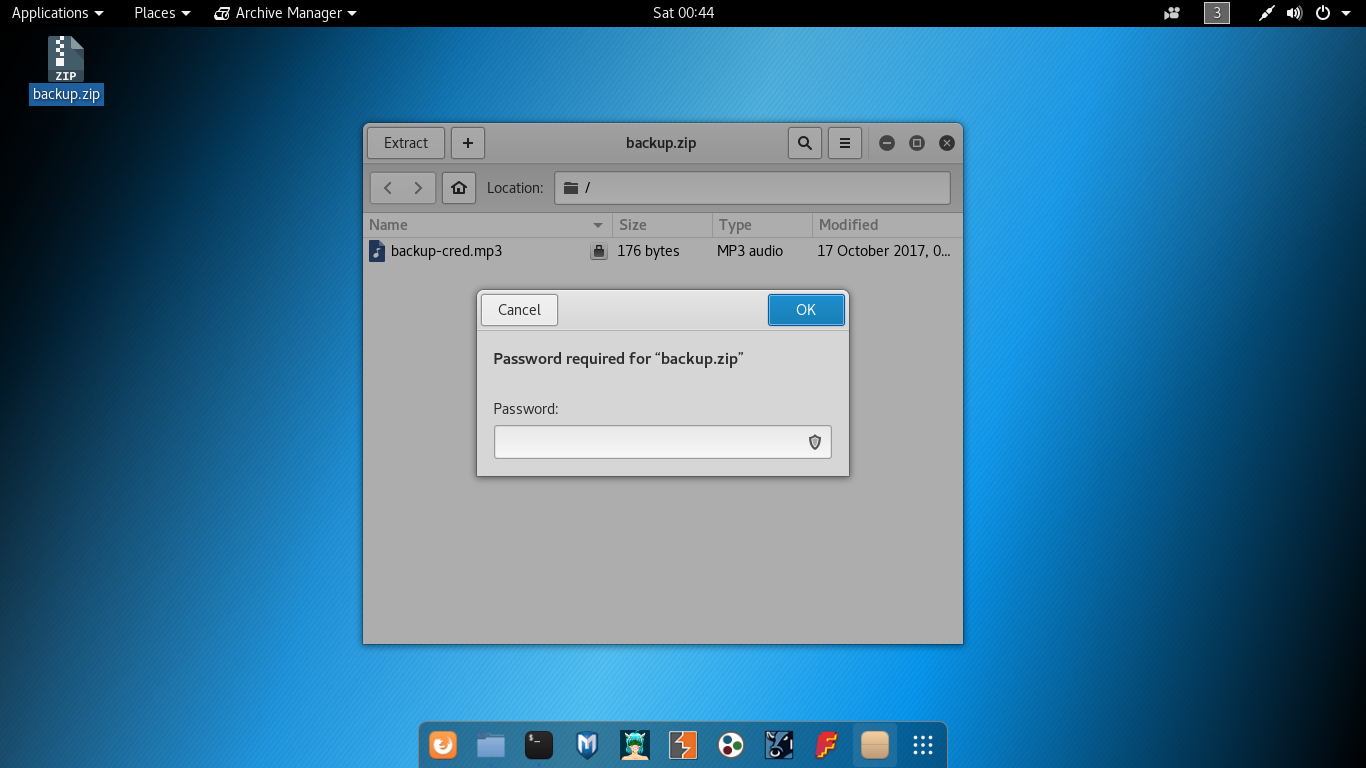 Applications Places Archive Manager Sat 00:44 3
ZIP
backup.zip
Extract + backup.zip
Location: /
Name Size Type Modified
backup-cred.mp3 176 bytes MP3 audio 17 October 2017, 0...
Cancel OK
Password required for “backup.zip”
Password:
$_